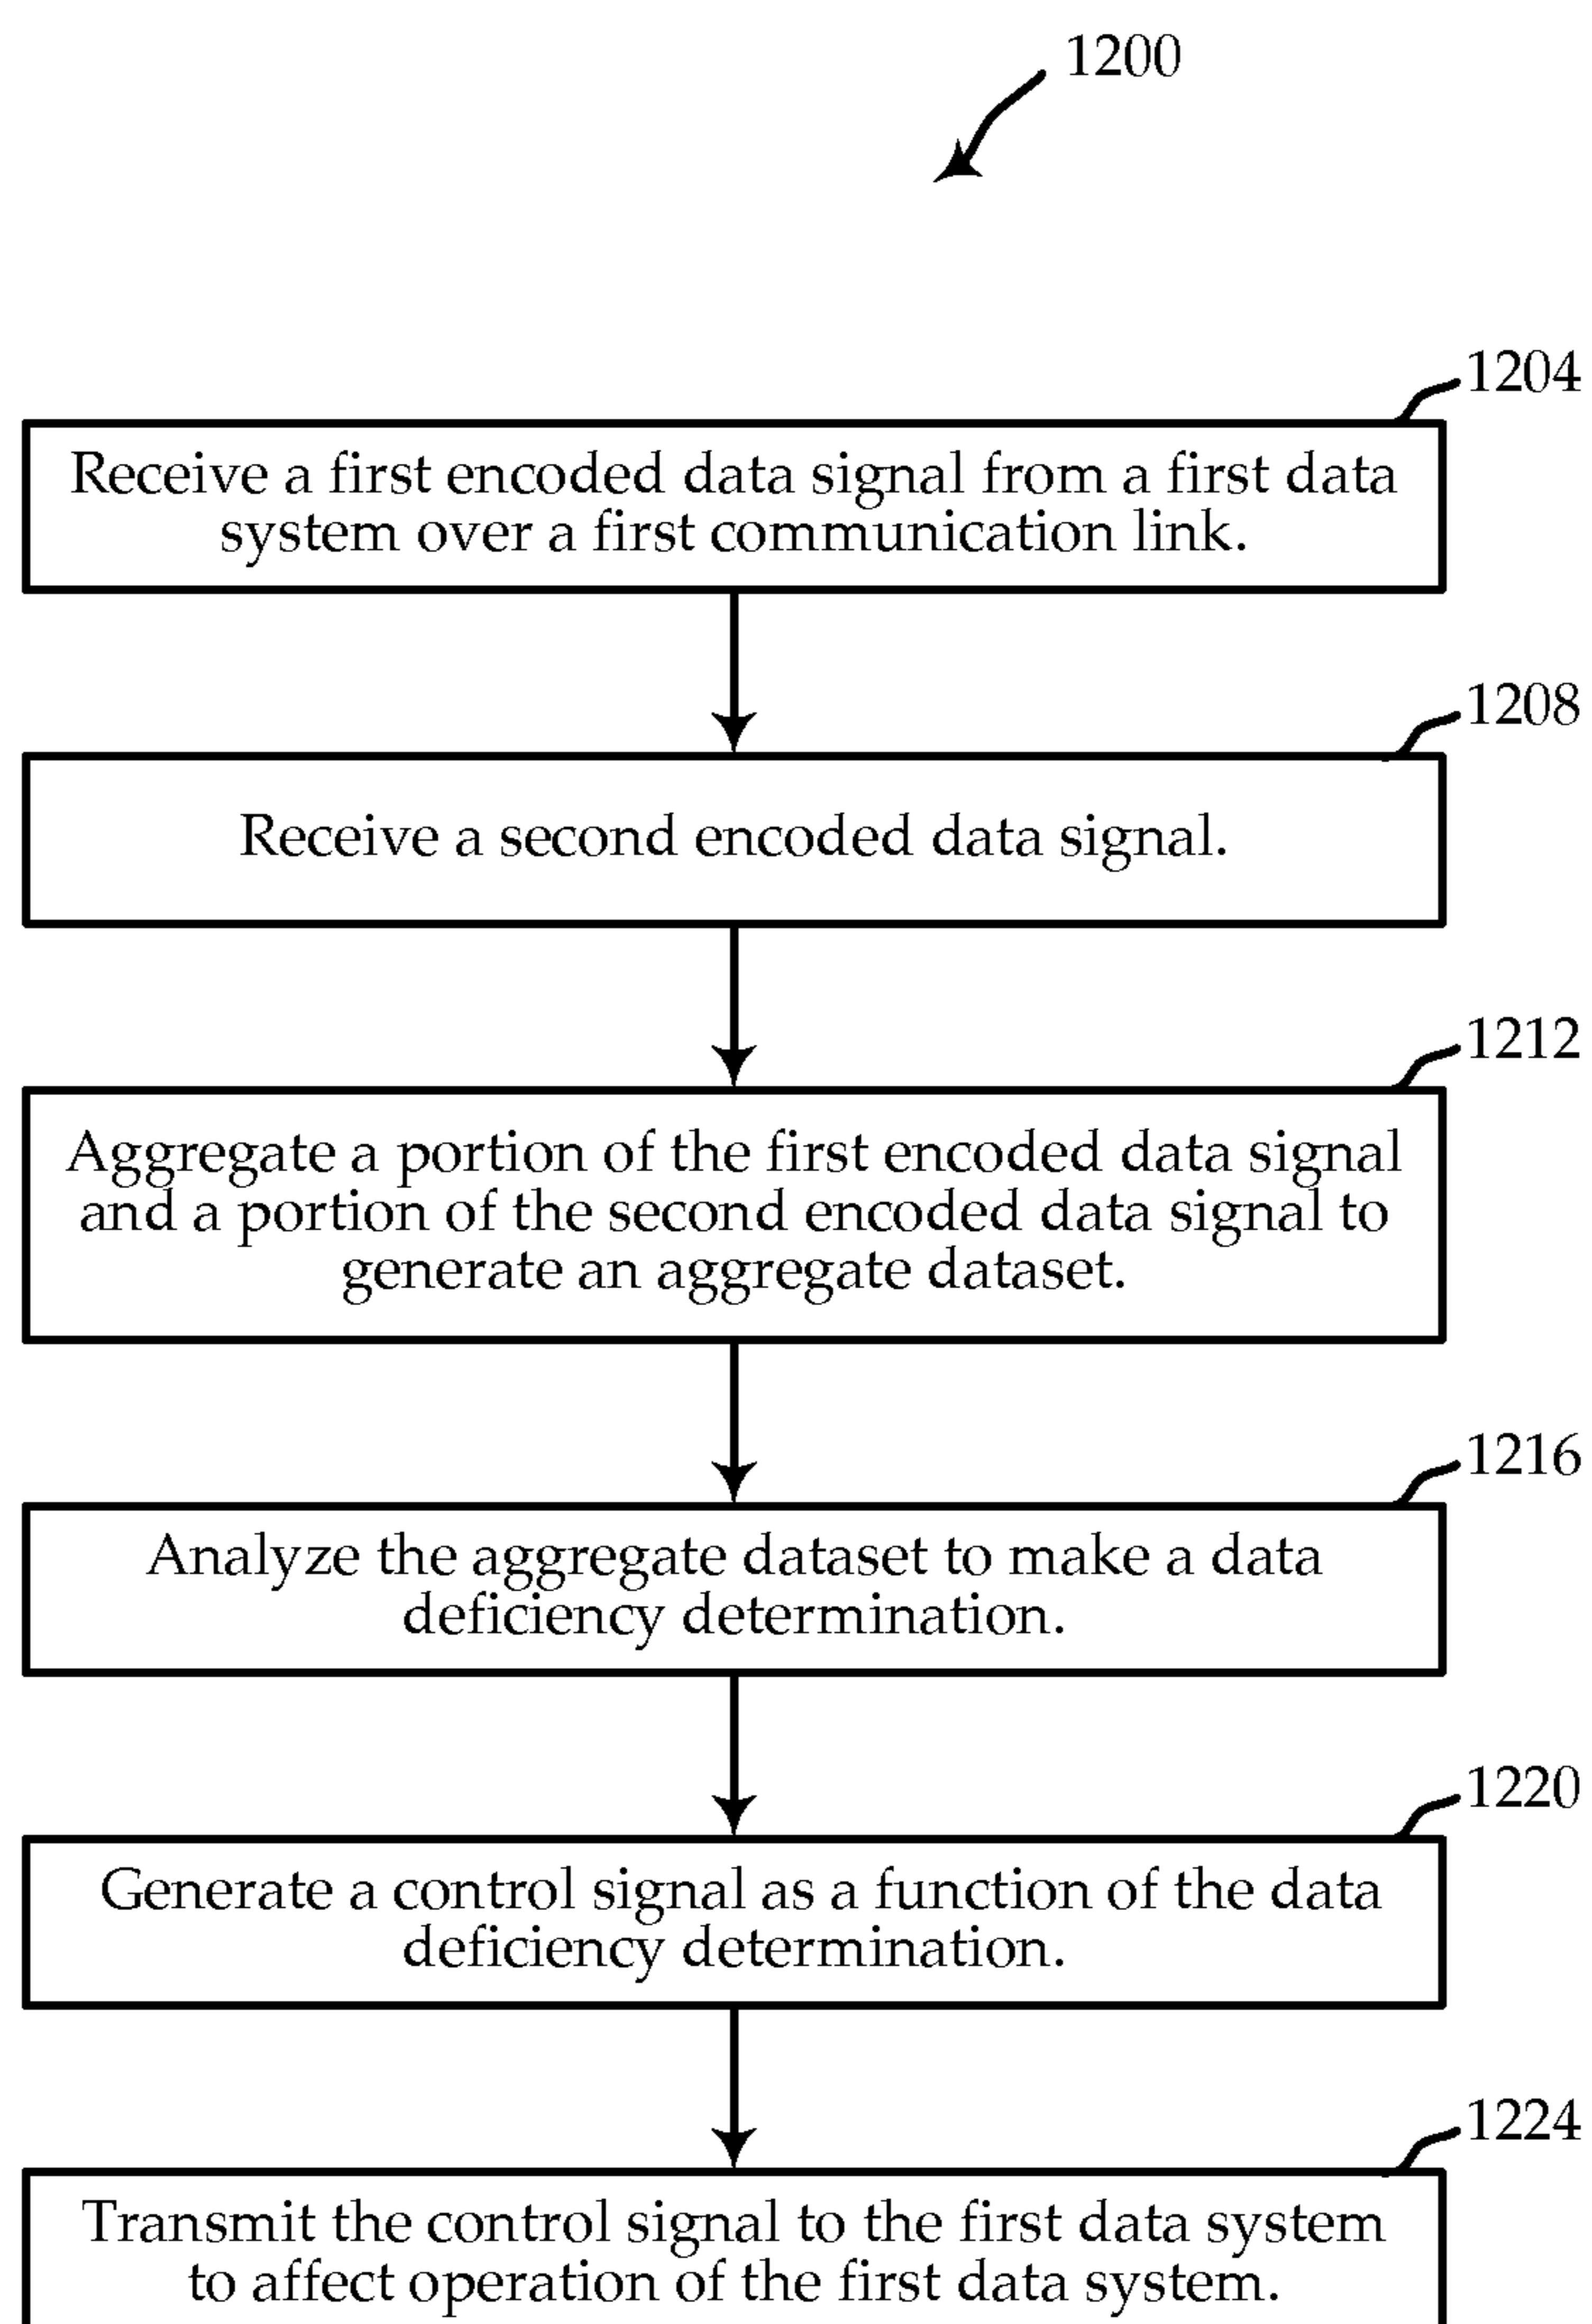 1200
1204
Receive a first encoded data signal from a first data
system over a first communication link.
1208
Receive a second encoded data signal.
1212
Aggregate a portion of the first encoded data signal
and a portion of the second encoded data signal to
generate an aggregate dataset.
1216
Analyze the aggregate dataset to make a data
deficiency determination.
1220
Generate a control signal as a function of the data
deficiency determination.
1224
Transmit the control signal to the first data system
to affect operation of the first data system.